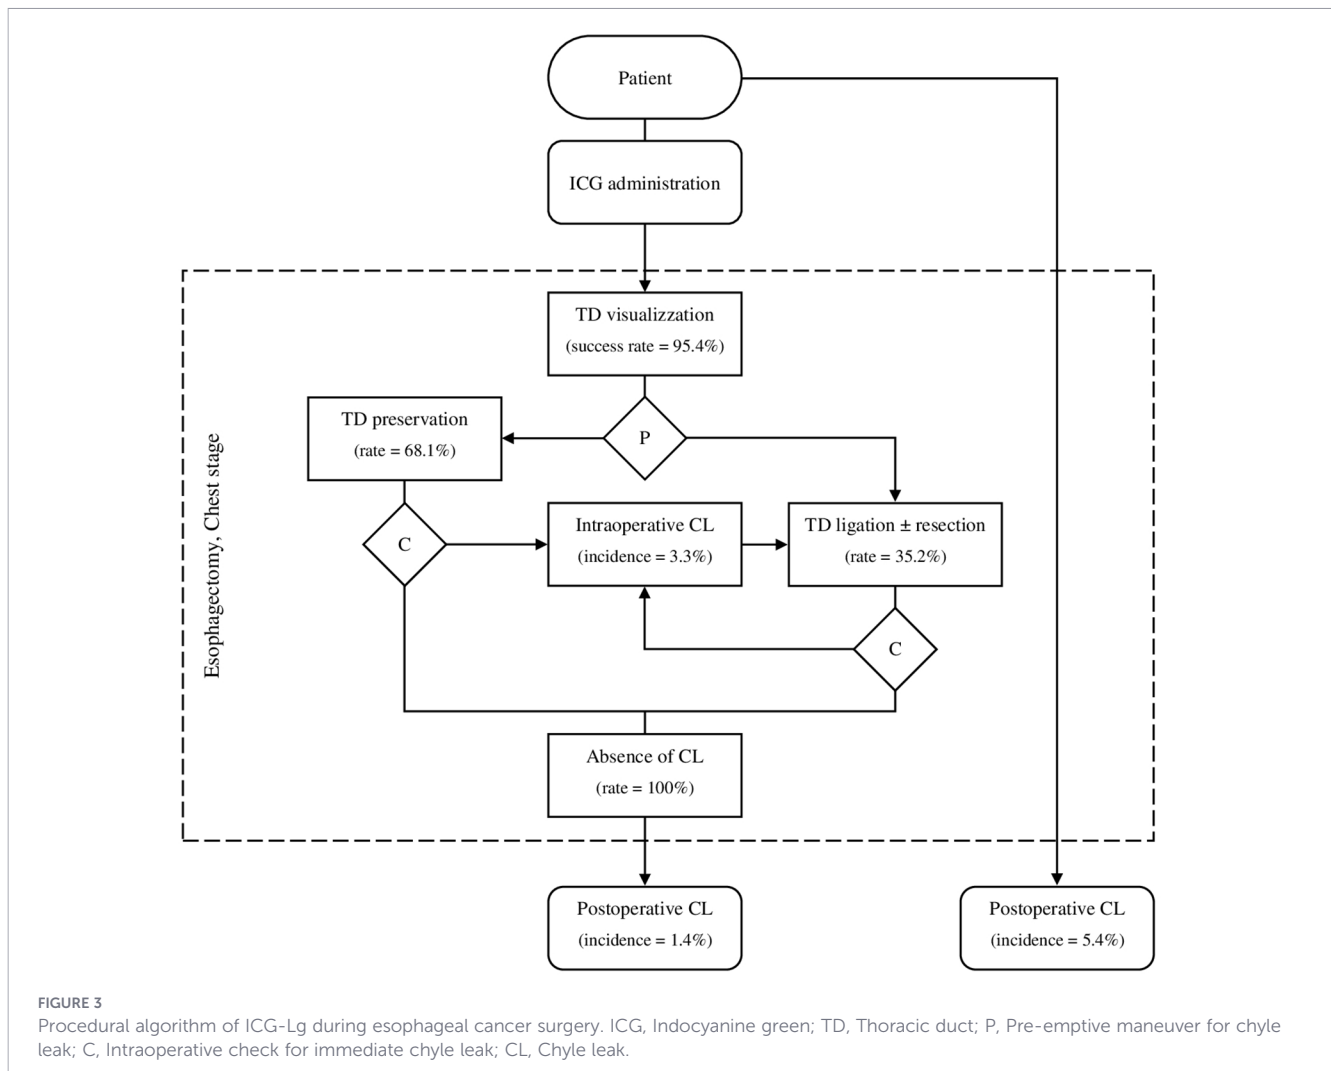 Patient
ICG administration
TD visualizzation
(success rate = 95.4%)
TD preservation
(rate = 68.1%)
P
C
Intraoperative CL
(incidence = 3.3%)
TD ligation ± resection
(rate = 35.2%)
C
Esophagectomy, Chest stage
Absence of CL
(rate = 100%)
Postoperative CL
(incidence = 1.4%)
Postoperative CL
(incidence = 5.4%)
FIGURE 3
Procedural algorithm of ICG-Lg during esophageal cancer surgery. ICG, Indocyanine green; TD, Thoracic duct; P, Pre-emptive maneuver for chyle
leak; C, Intraoperative check for immediate chyle leak; CL, Chyle leak.